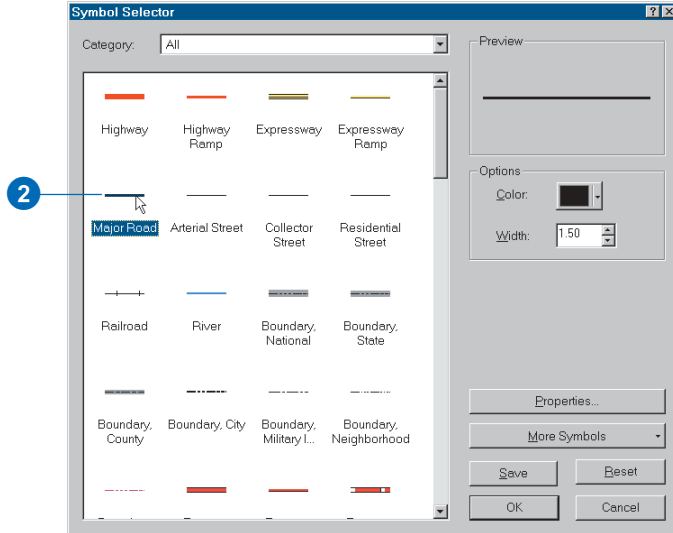 Symbol Selector
Category: All
Preview
Highway
Highway
Ramp
Expressway
Expressway
Ramp
2
Major Road
Arterial Street
Collector
Street
Residential
Street
Options
Color:
Width: 1.50
Railroad
River
Boundary,
National
Boundary,
State
Boundary,
County
Boundary, City
Boundary,
Military I...
Boundary,
Neighborhood
Properties...
More Symbols
Save
Reset
OK
Cancel